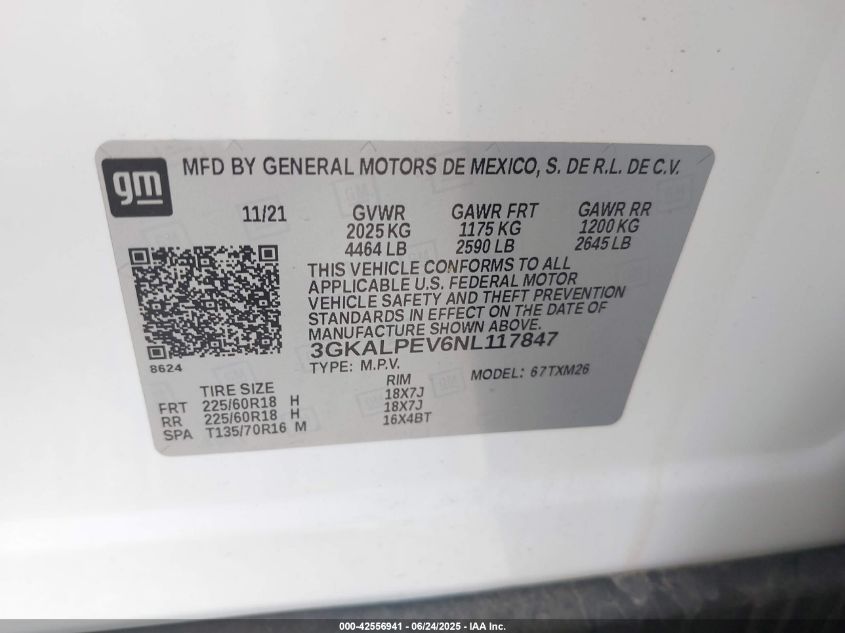 gm
MFD BY GENERAL MOTORS DE MEXICO, S. DE R.L. DE C.V.
11/21 GVWR GAWR FRT GAWR RR
2025 KG 1175 KG 1200 KG
4464 LB 2590 LB 2645 LB
THIS VEHICLE CONFORMS TO ALL
APPLICABLE U.S. FEDERAL MOTOR
VEHICLE SAFETY AND THEFT PREVENTION
STANDARDS IN EFFECT ON THE DATE OF
MANUFACTURE SHOWN ABOVE.
3GKALPEV6NL117847
8624
TYPE: M.P.V. MODEL: 67TXM26
TIRE SIZE RIM
FRT 225/60R18 H 18X7J
RR 225/60R18 H 18X7J
SPA T135/70R16 M 16X4BT
000-42556941 - 06/24/2025 - IAA Inc.